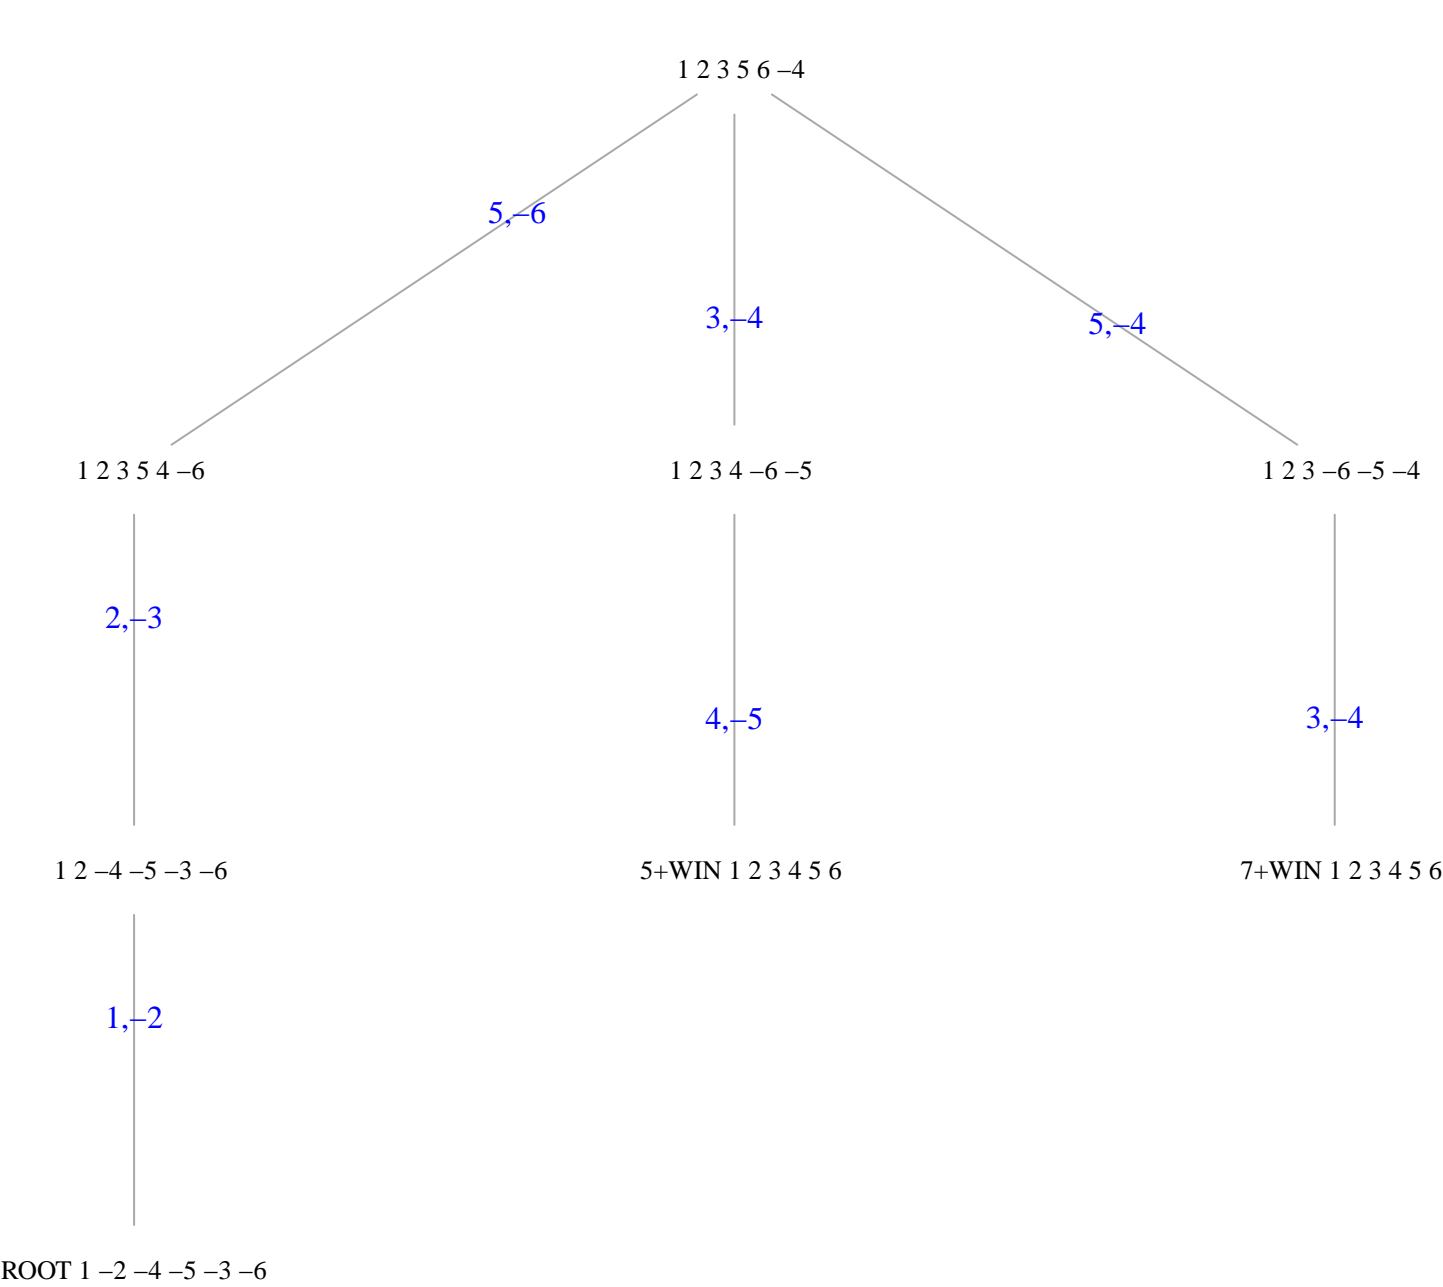 1 2 3 5 6 –4
5,–6
3,–4
5,–4
1 2 3 5 4 –6
1 2 3 4 –6 –5
1 2 3 –6 –5 –4
2,–3
4,–5
3,–4
1 2 –4 –5 –3 –6
5+WIN 1 2 3 4 5 6
7+WIN 1 2 3 4 5 6
1,–2
ROOT 1 –2 –4 –5 –3 –6